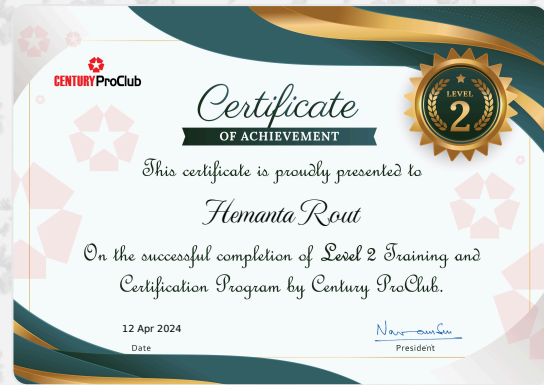 CENTURY ProClub
LEVEL
2
Certificate
OF ACHIEVEMENT
This certificate is proudly presented to
Hemanta Rout
On the successful completion of Level 2 Training and
Certification Program by Century ProClub.
12 Apr 2024
Date
President